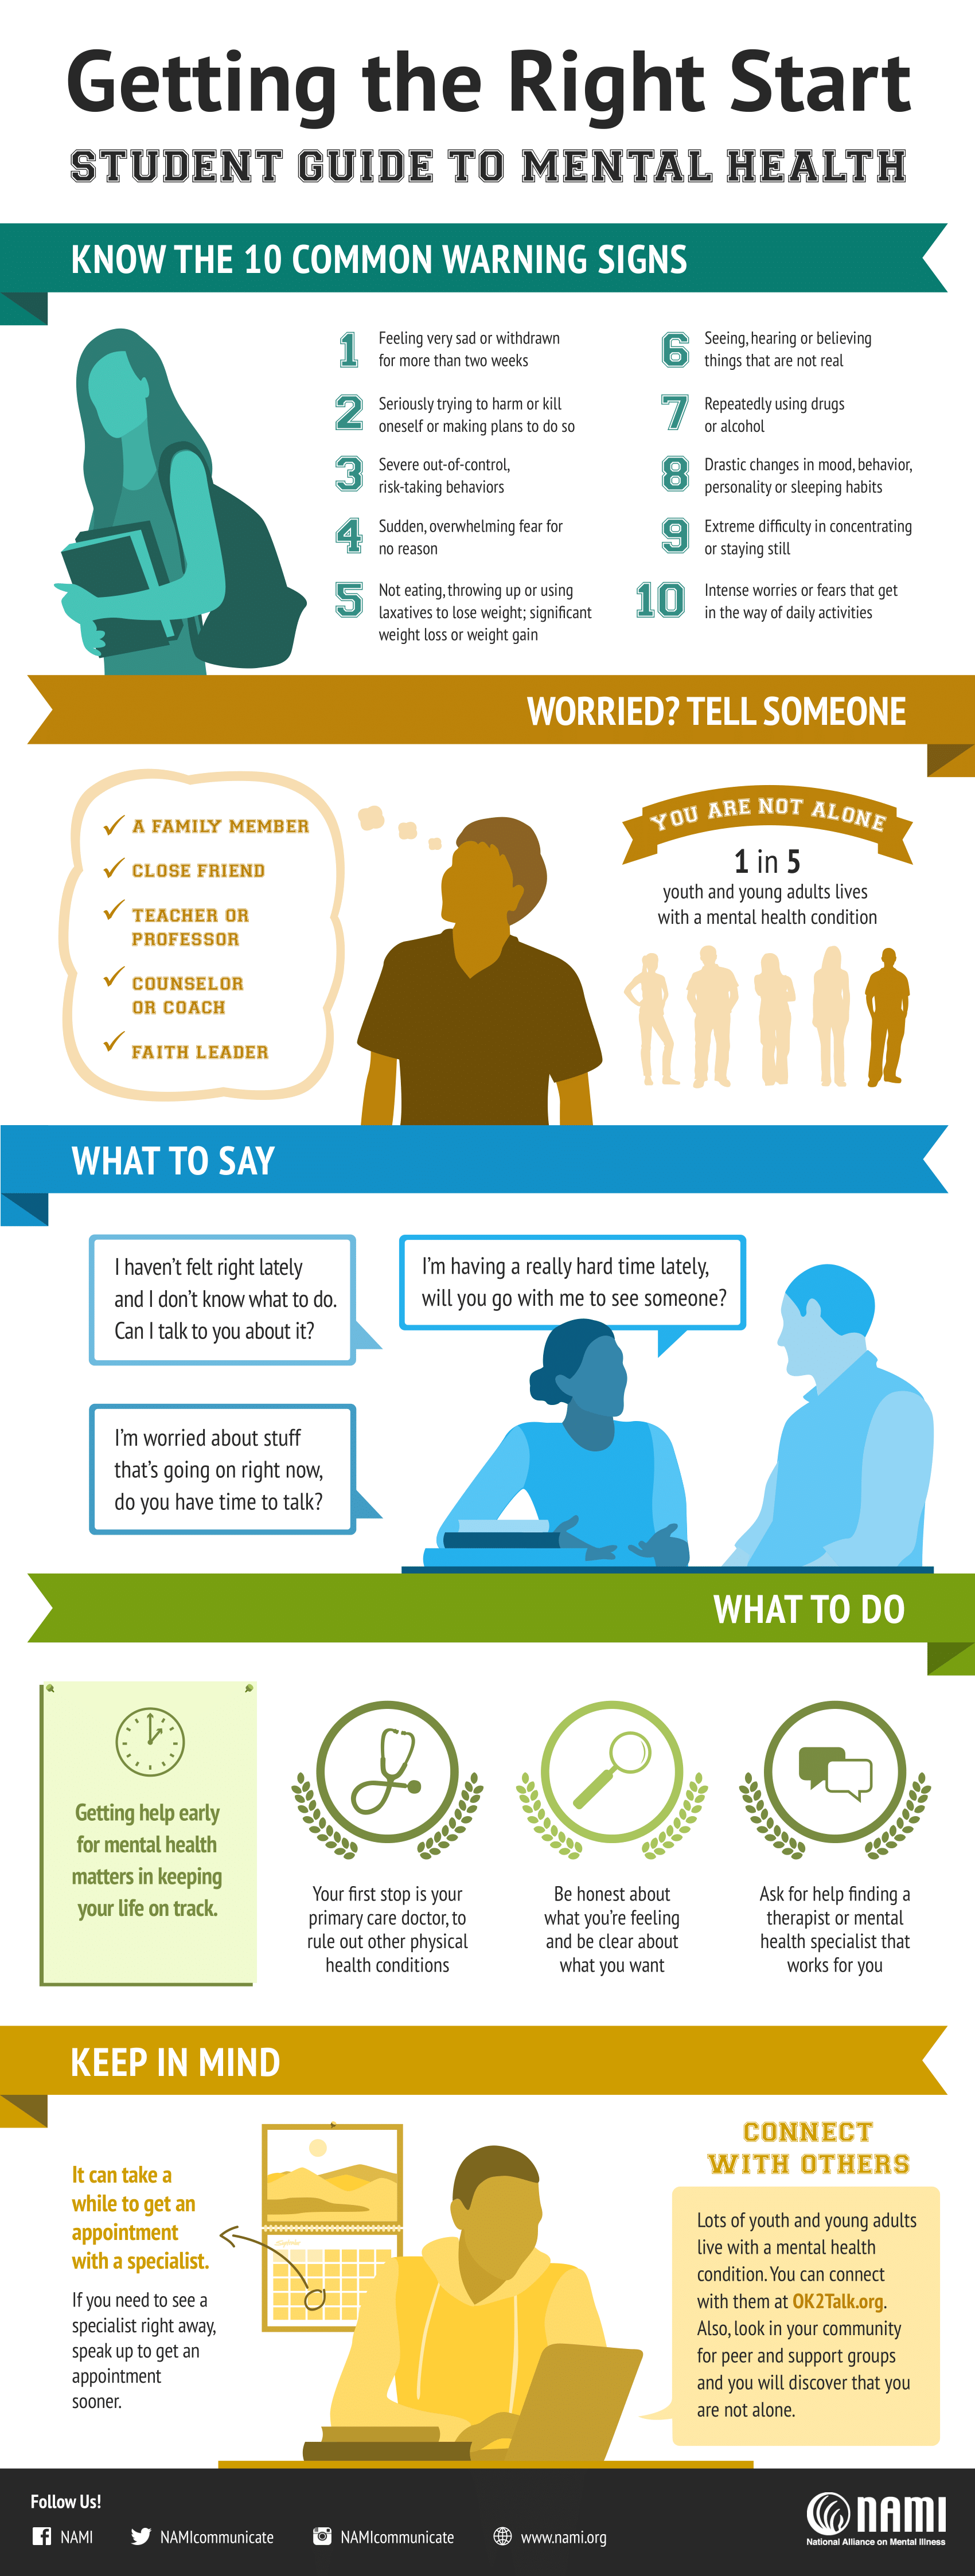 Getting the Right Start
STUDENT GUIDE TO MENTAL HEALTH
KNOW THE 10 COMMON WARNING SIGNS
1 Feeling very sad or withdrawn
for more than two weeks
2 Seriously trying to harm or kill
oneself or making plans to do so
3 Severe out-of-control,
risk-taking behaviors
4 Sudden, overwhelming fear for
no reason
5 Not eating, throwing up or using
laxatives to lose weight; significant
weight loss or weight gain
6 Seeing, hearing or believing
things that are not real
7 Repeatedly using drugs
or alcohol
8 Drastic changes in mood, behavior,
personality or sleeping habits
9 Extreme difficulty in concentrating
or staying still
10 Intense worries or fears that get
in the way of daily activities
WORRIED? TELL SOMEONE
A FAMILY MEMBER
CLOSE FRIEND
TEACHER OR
PROFESSOR
COUNSELOR
OR COACH
FAITH LEADER
YOU ARE NOT ALONE
1 in 5
youth and young adults lives
with a mental health condition
WHAT TO SAY
I haven't felt right lately
and I don't know what to do.
Can I talk to you about it?
I'm having a really hard time lately,
will you go with me to see someone?
I'm worried about stuff
that's going on right now,
do you have time to talk?
WHAT TO DO
Getting help early
for mental health
matters in keeping
your life on track.
Your first stop is your
primary care doctor, to
rule out other physical
health conditions
Be honest about
what you're feeling
and be clear about
what you want
Ask for help finding a
therapist or mental
health specialist that
works for you
KEEP IN MIND
It can take a
while to get an
appointment
with a specialist.
If you need to see a
specialist right away,
speak up to get an
appointment
sooner.
CONNECT
WITH OTHERS
Lots of youth and young adults
live with a mental health
condition. You can connect
with them at OK2Talk.org.
Also, look in your community
for peer and support groups
and you will discover that you
are not alone.
Follow Us!
NAMI
NAMIcommunicate
NAMIcommunicate
www.nami.org
NAMI
National Alliance on Mental Illness